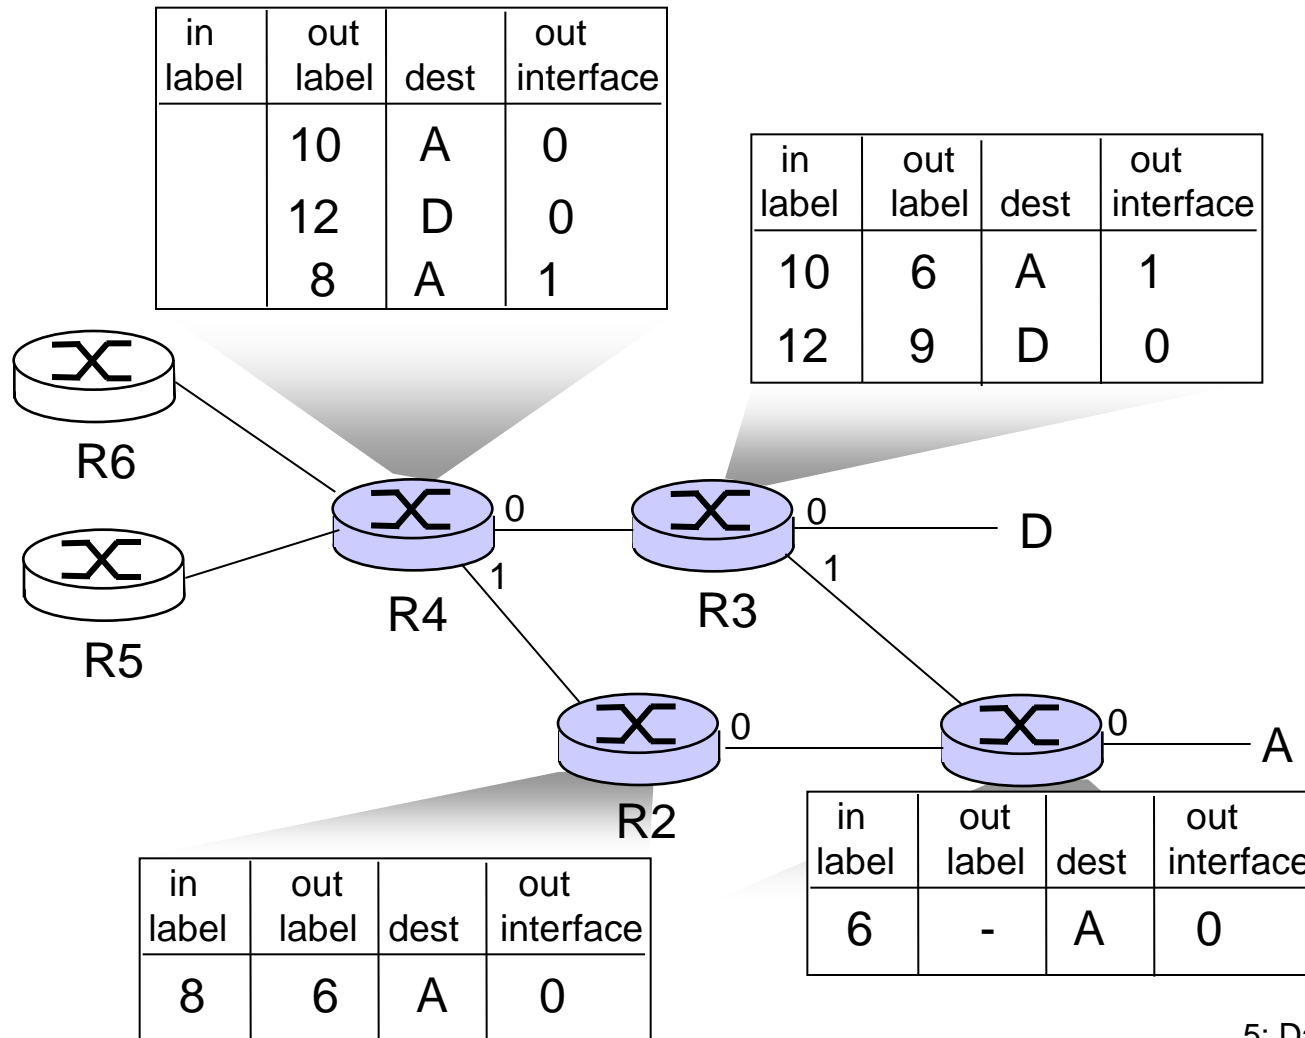 in out out
label label dest interface
10 A 0
12 D 0
8 A 1
in out out
label label dest interface
10 6 A 1
12 9 D 0
R6
0
0
D
1
1
R4
R3
R5
0
0
A
R2
in out out
label label dest interface
6 - A 0
in out out
label label dest interface
8 6 A 0
5: